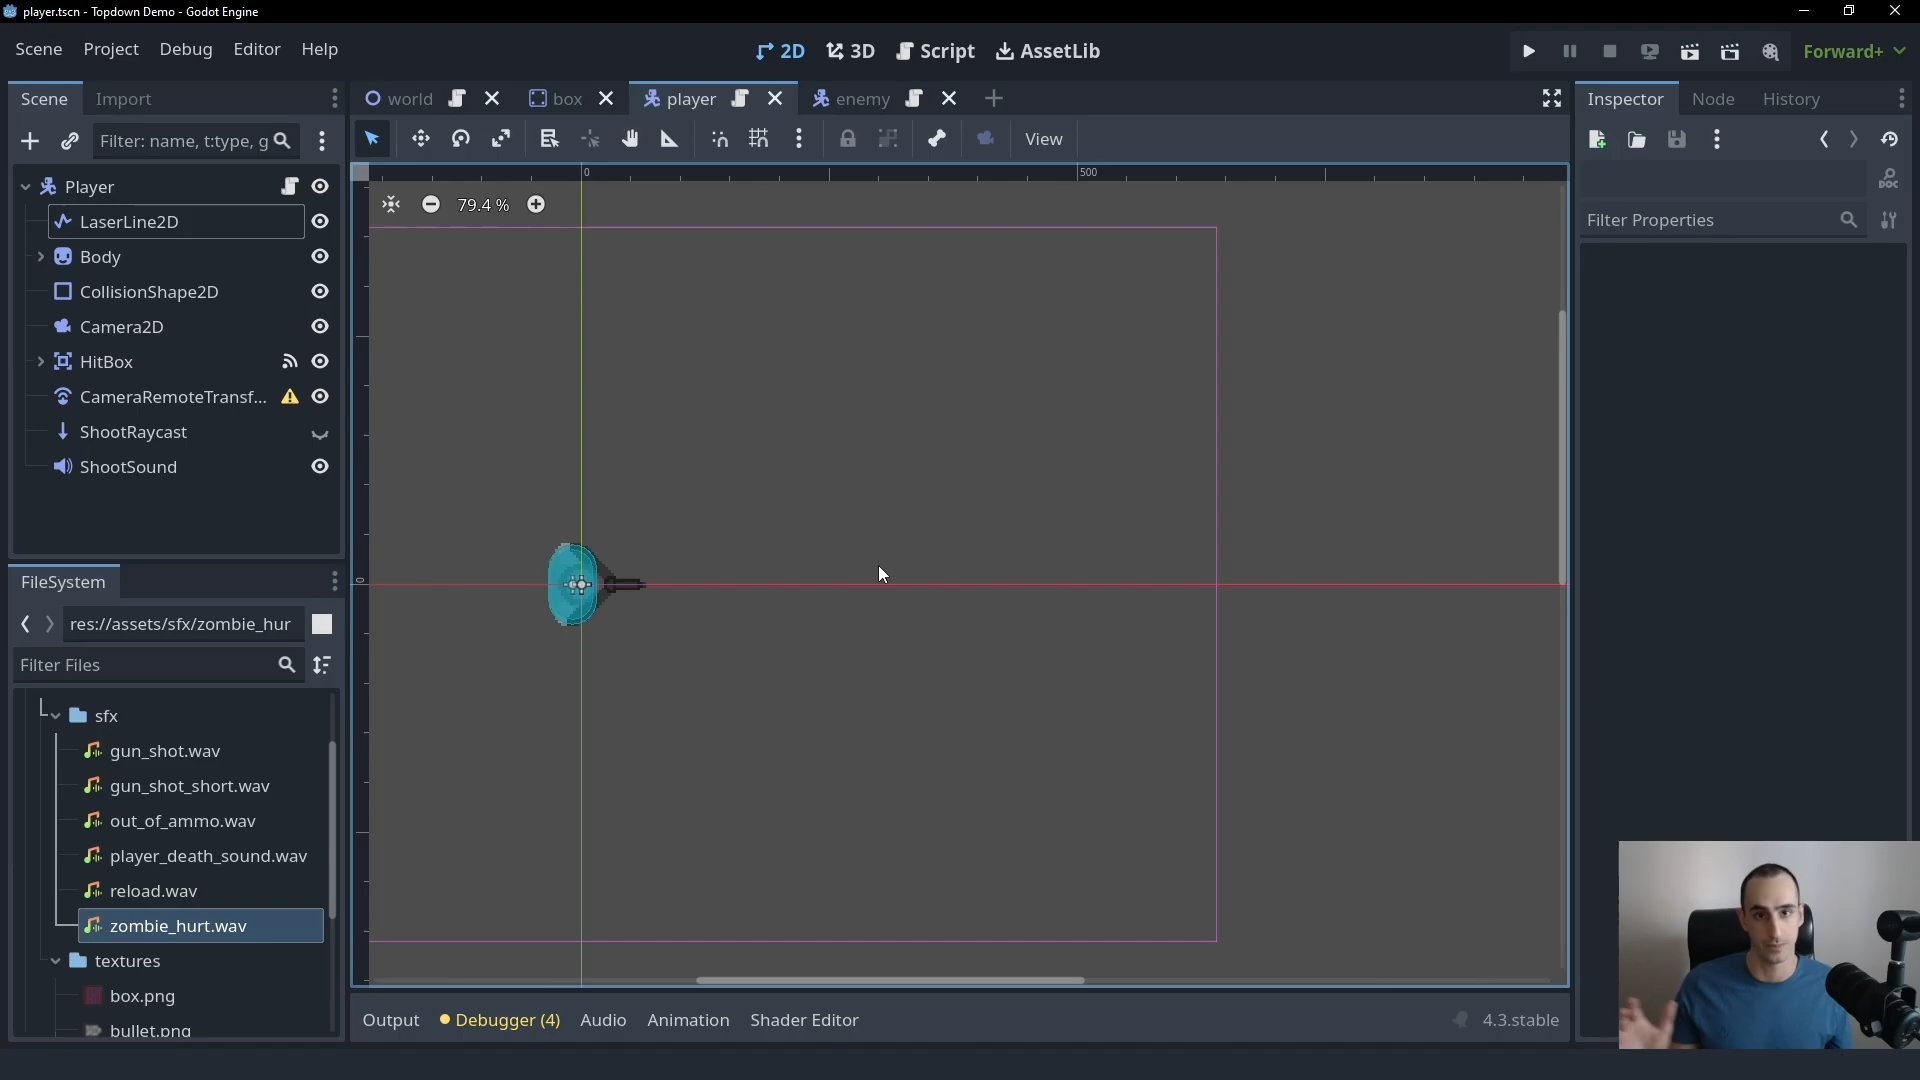 player.tscn - Topdown Demo - Godot Engine
Scene Project Debug Editor Help
2D 3D Script AssetLib
Forward+
Scene Import
world box player enemy
Inspector Node History
Filter: name, t:type, g
View
DOC
Player
LaserLine2D
Body
CollisionShape2D
Camera2D
HitBox
CameraRemoteTransf...
ShootRaycast
ShootSound
0 500
79.4 %
0
Filter Properties
FileSystem
res://assets/sfx/zombie_hur
Filter Files
sfx
gun_shot.wav
gun_shot_short.wav
out_of_ammo.wav
player_death_sound.wav
reload.wav
zombie_hurt.wav
textures
box.png
bullet.png
Output Debugger (4) Audio Animation Shader Editor
4.3.stable